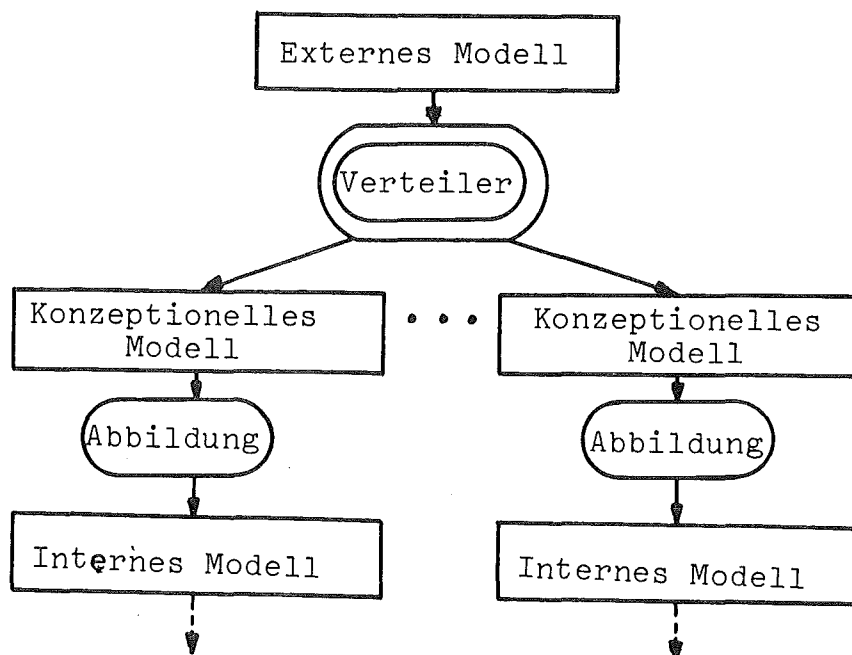 Externes Modell
Verteiler
Konzeptionelles
Modell
• • •
Konzeptionelles
Modell
Abbildung
Abbildung
Internes Modell
Internes Modell